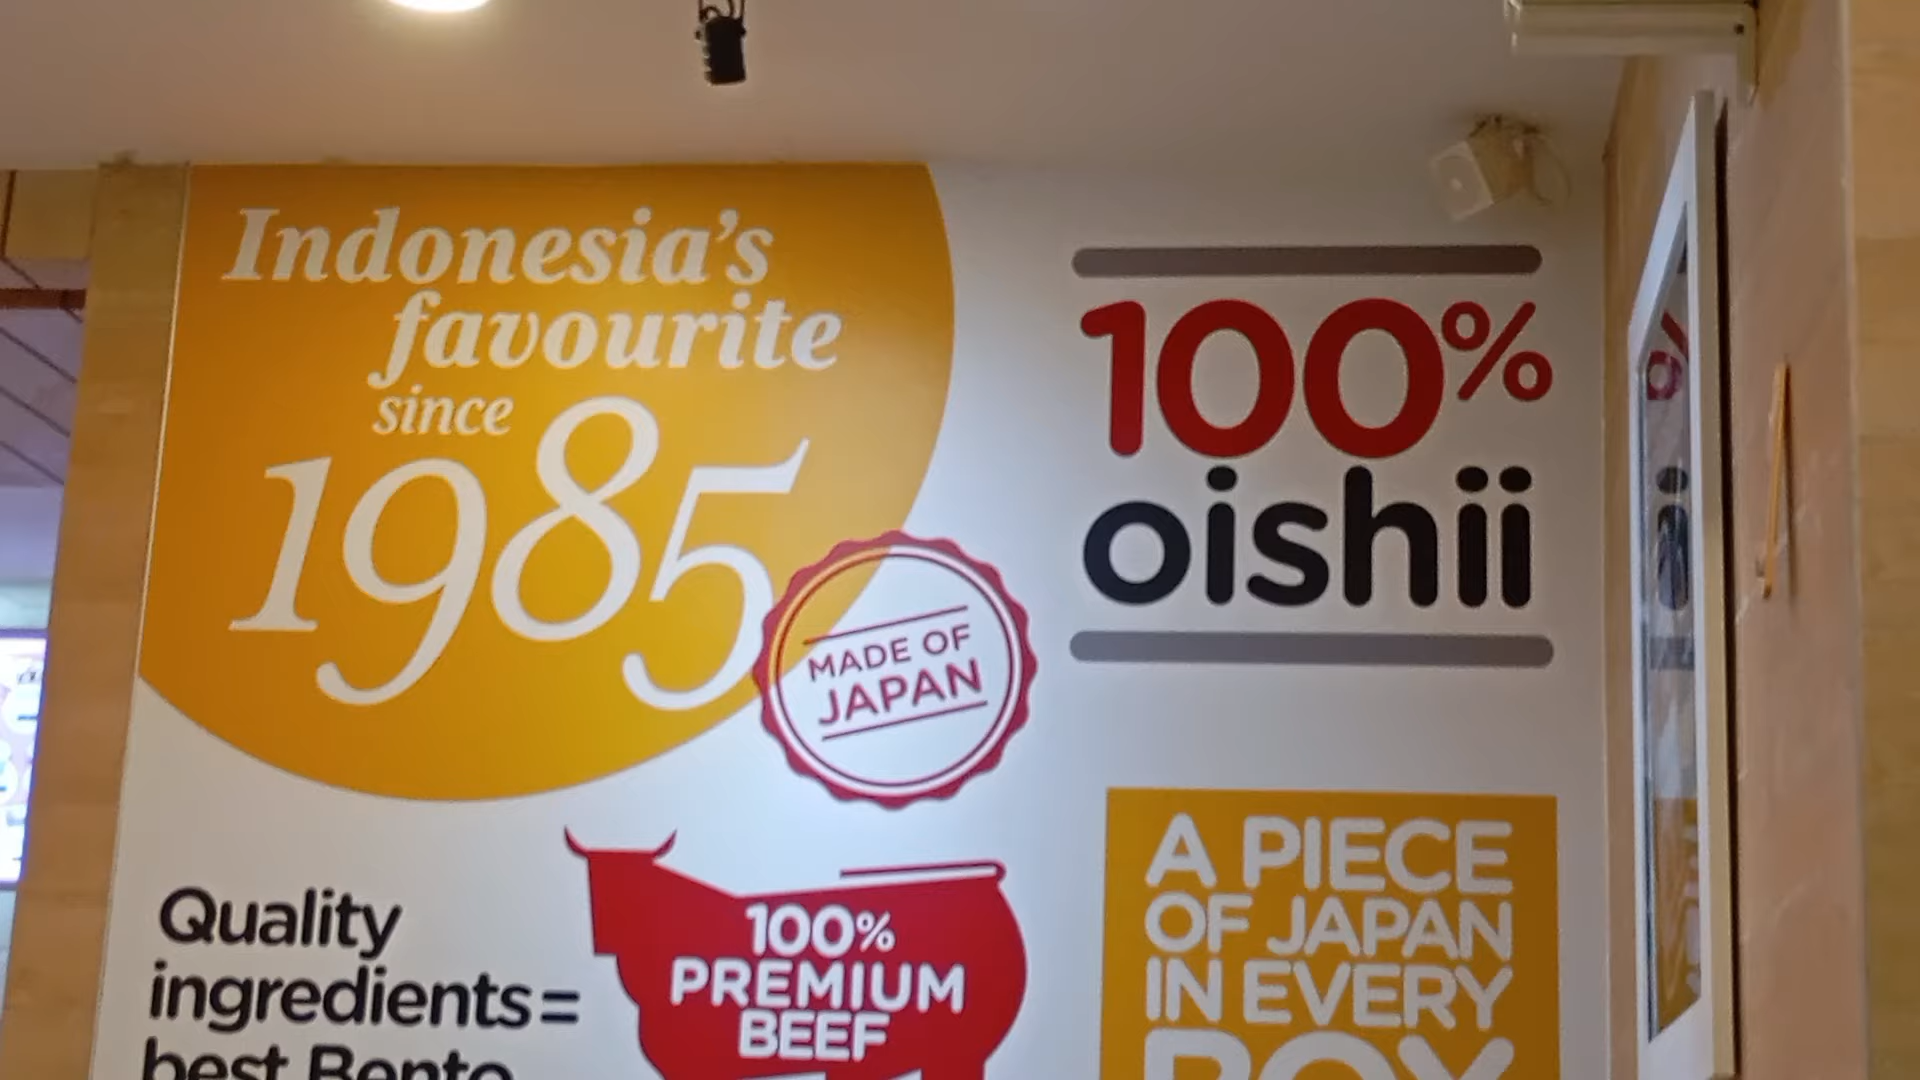 Indonesia's
favourite
since
1985
MADE OF
JAPAN
100%
oishii
Quality
ingredients=
best Bento
100%
PREMIUM
BEEF
A PIECE
OF JAPAN
IN EVERY
BOX